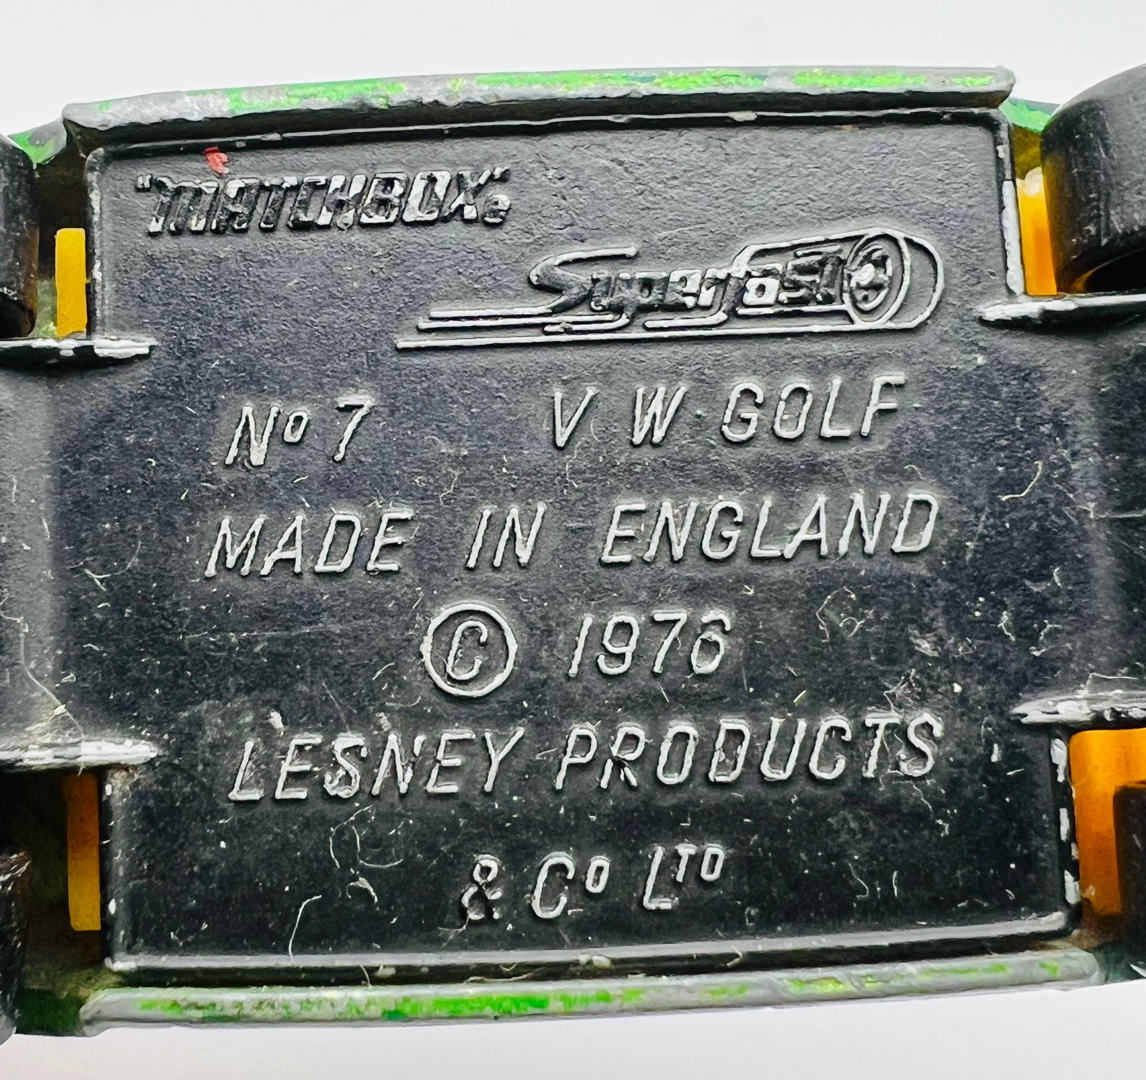 "MATCHBOX"®
Superfast
Nº 7 V W GOLF
MADE IN ENGLAND
© 1976
LESNEY PRODUCTS
& Cº LTD